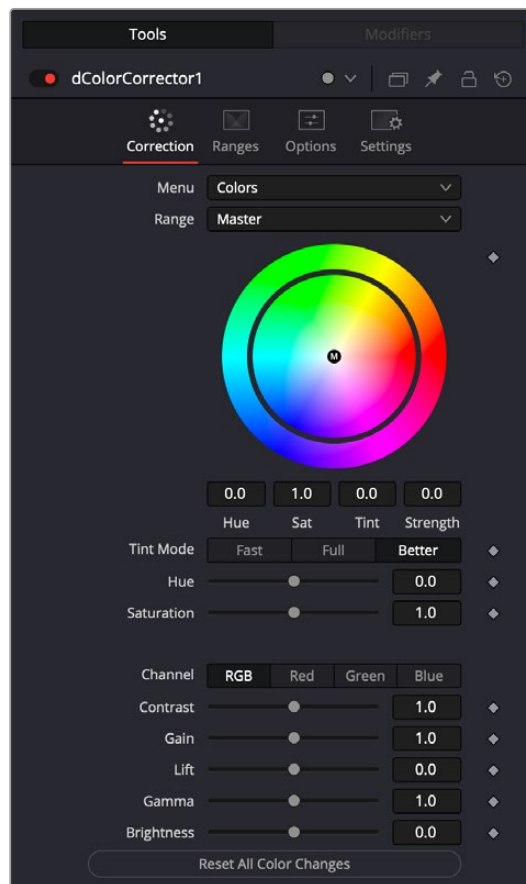 Tools Modifiers
dColorCorrector1
Correction Ranges Options Settings
Menu Colors
Range Master
M
0.0 1.0 0.0 0.0
Hue Sat Tint Strength
Tint Mode Fast Full Better
Hue 0.0
Saturation 1.0
Channel RGB Red Green Blue
Contrast 1.0
Gain 1.0
Lift 0.0
Gamma 1.0
Brightness 0.0
Reset All Color Changes